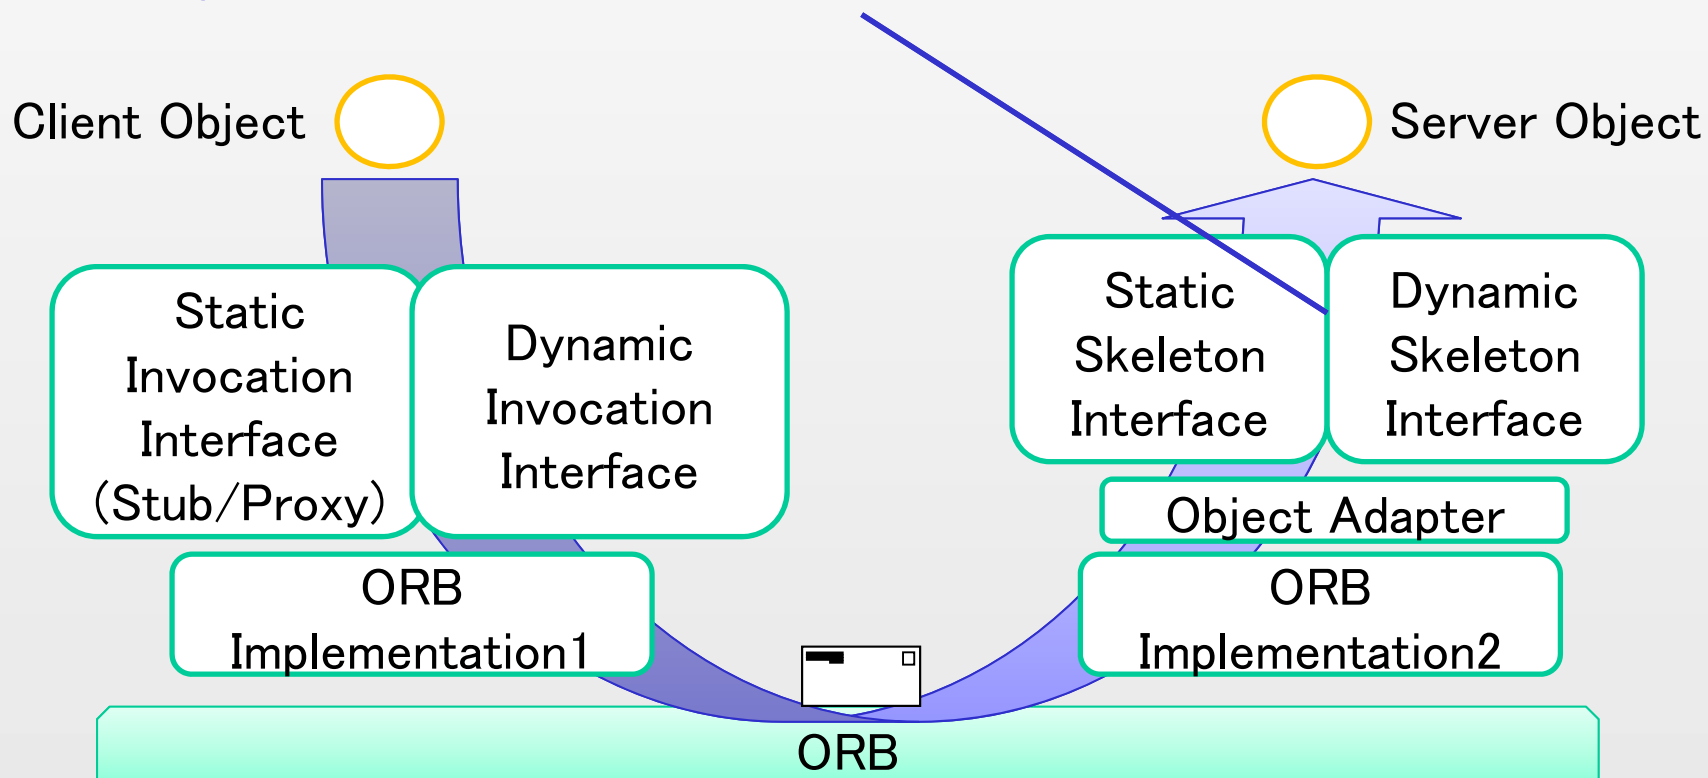 Client Object
Server Object
Static
Invocation
Interface
(Stub/Proxy)
Dynamic
Invocation
Interface
Static
Skeleton
Interface
Dynamic
Skeleton
Interface
Object Adapter
ORB
Implementation1
ORB
Implementation2
ORB